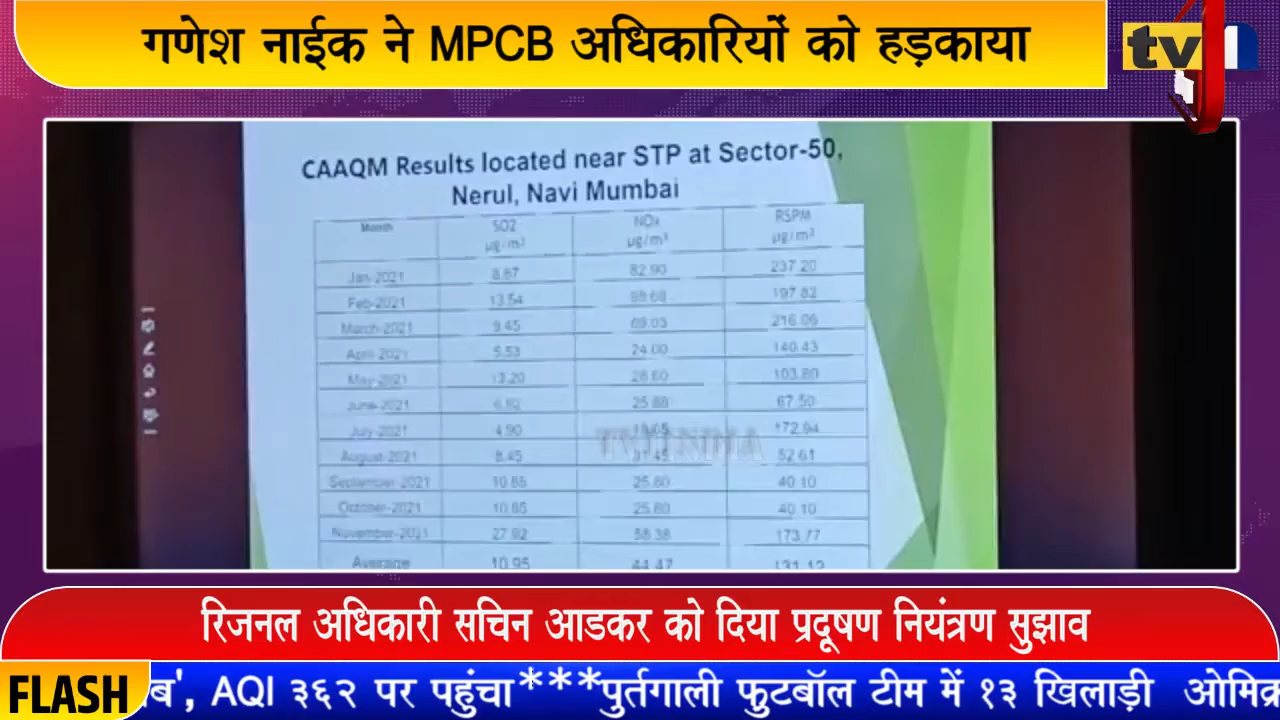 गणेश नाईक ने MPCB अधिकारियों को हड़काया
tv
CAAQM Results located near STP at Sector-50,
Nerul, Navi Mumbai
Month SO2 NOx RSPM
µg/m³ µg/m³ µg/m³
Jan-2021 8.87 82.90 237.20
Feb-2021 13.54 197.82
March-2021 9.45 69.03 216.06
April-2021 5.53 24.00 140.43
May-2021 13.20 28.60 103.80
June-2021 25.88 67.50
July-2021 4.90 172.94
August-2021 8.45 31.45 52.61
September-2021 10.85 25.80 40.10
October-2021 10.85 25.80 40.10
November-2021 27.92 58.38 173.77
Average 10.95 44.47 131.12
रिजनल अधिकारी सचिन आडकर को दिया प्रदूषण नियंत्रण सुझाव
FLASH
ब', AQI ३६२ पर पहुंचा***पुर्तगाली फुटबॉल टीम में १३ खिलाड़ी ओमिक्र